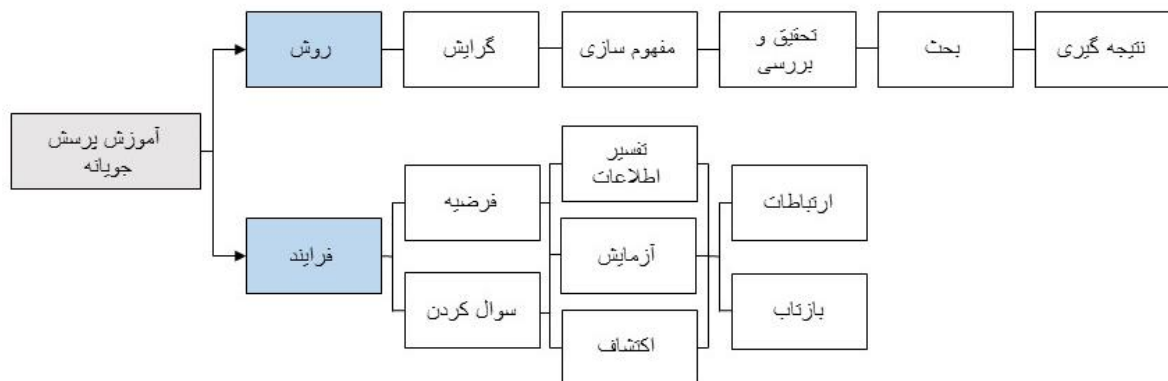 آموزش پرسش
جویانه
روش
گرایش
مفهوم سازی
تحقیق و
بررسی
بحث
نتیجه گیری
فرایند
فرضیه
سوال کردن
تفسیر
اطلاعات
آزمایش
اکتشاف
ارتباطات
بازتاب